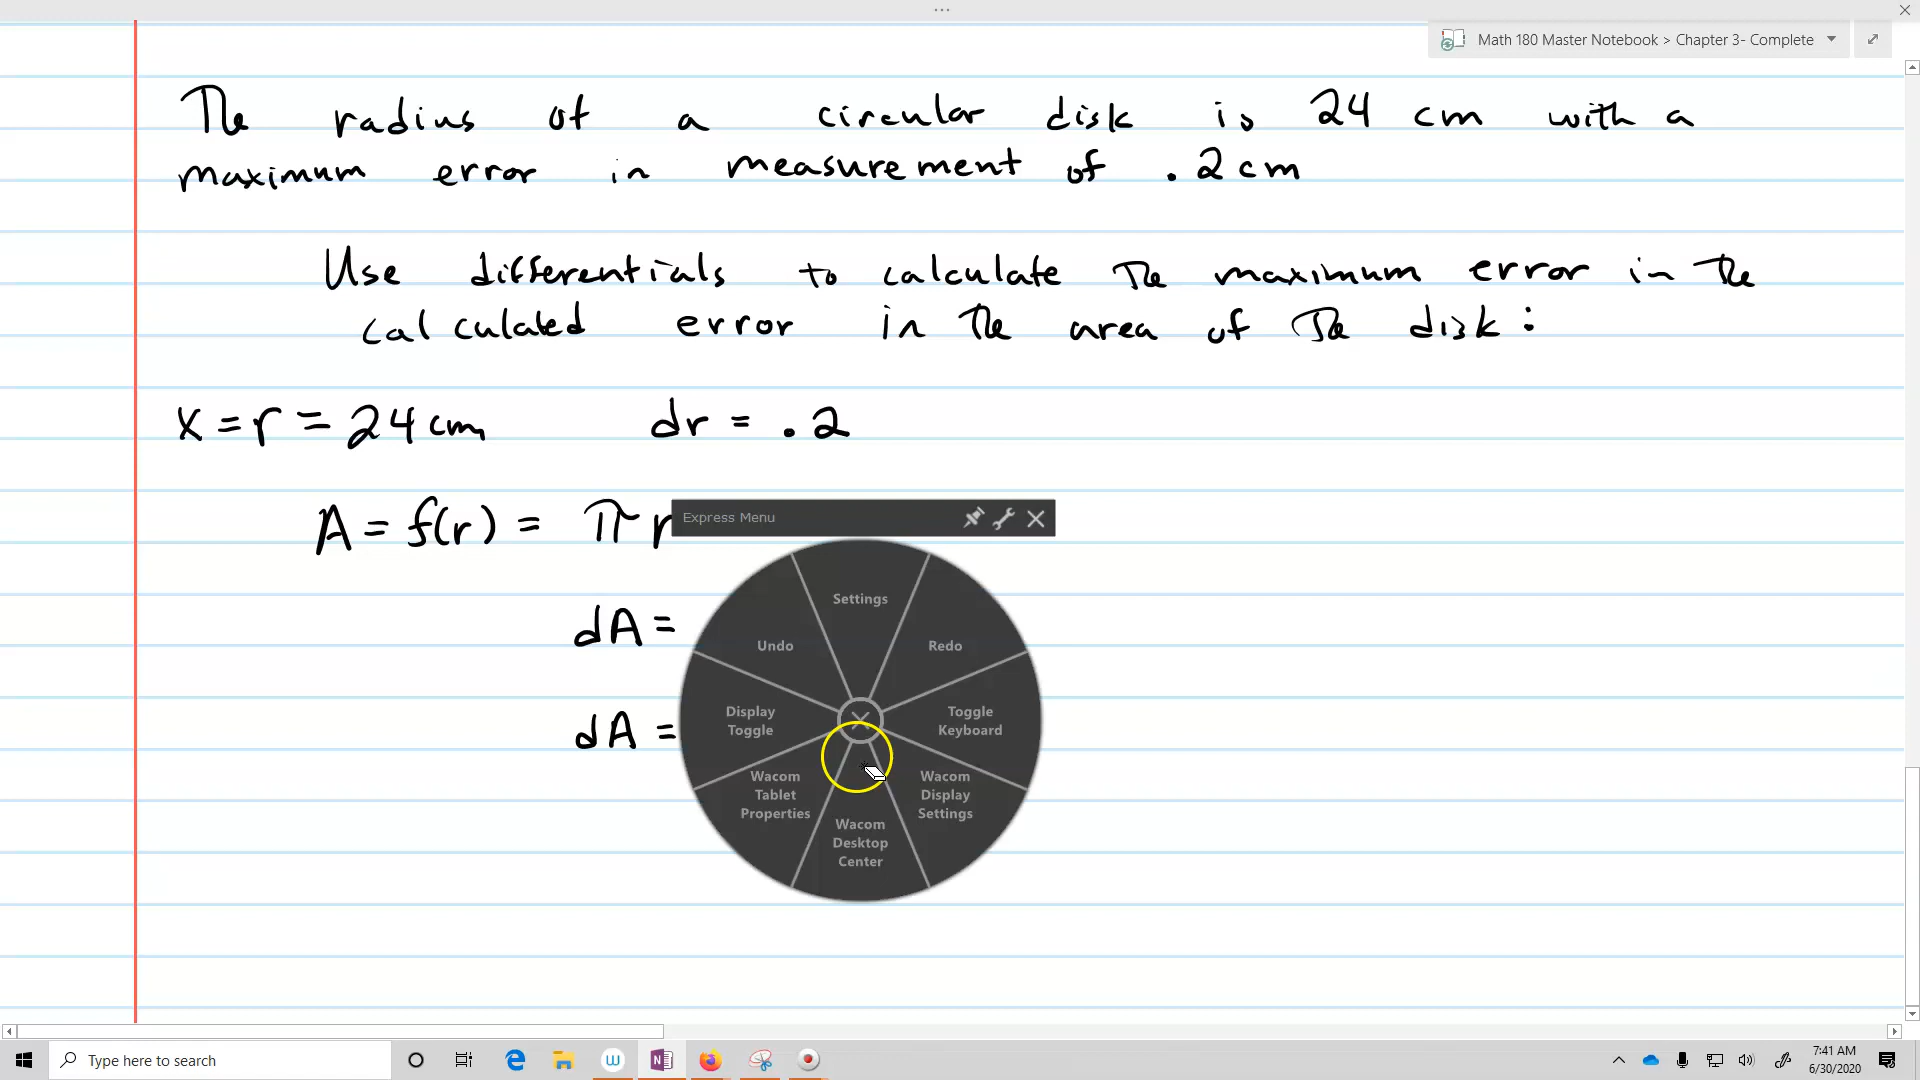 ...
Math 180 Master Notebook > Chapter 3- Complete
The radius of a circular disk is 24 cm with a
maximum error in measurement of .2cm
Use differentials to calculate the maximum error in the
calculated error in the area of the disk:
x = r = 24 cm dr = .2
A = f(r) = π r
Express Menu
dA =
dA =
Settings
Undo
Redo
Display
Toggle
Toggle
Keyboard
Wacom
Tablet
Properties
Wacom
Display
Settings
Wacom
Desktop
Center
Type here to search
7:41 AM
6/30/2020